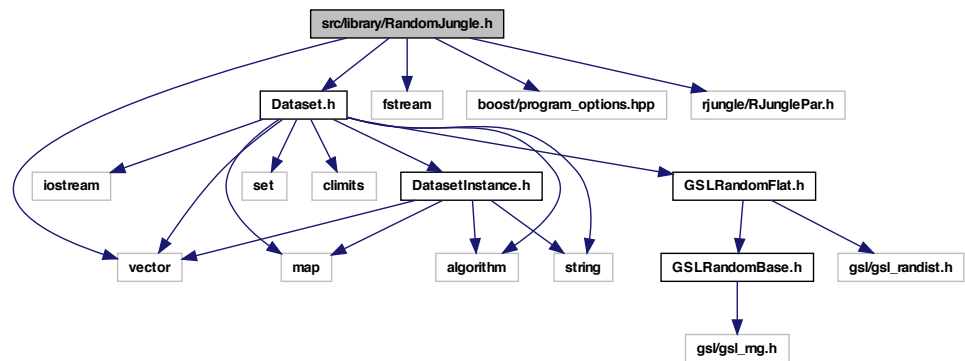 src/library/RandomJungle.h
Dataset.h
fstream
boost/program_options.hpp
rjungle/RJunglePar.h
iostream
set
climits
DatasetInstance.h
GSLRandomFlat.h
vector
map
algorithm
string
GSLRandomBase.h
gsl/gsl_randist.h
gsl/gsl_rng.h